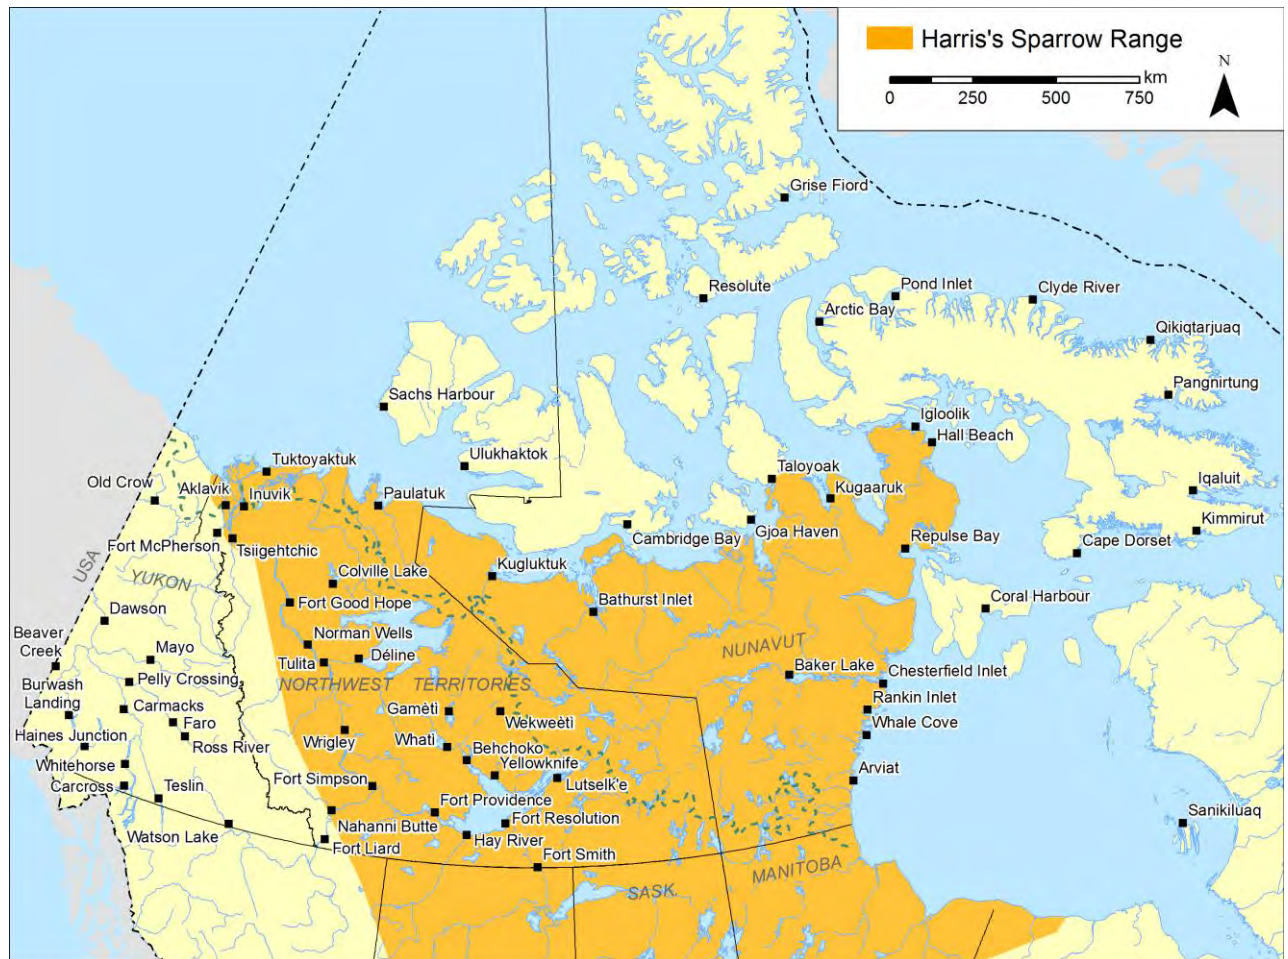 Harris's Sparrow Range
N
km
0 250 500 750
Grise Fiord
Resolute
Pond Inlet
Clyde River
Arctic Bay
Qikiqtarjuaq
Pangnirtung
Sachs Harbour
Igloolik
Hall Beach
Ulukhaktok
Tuktoyaktuk
Taloyoak
Old Crow
Aklavik
Inuvik
Paulatuk
Kugaaruk
Iqaluit
Fort McPherson
Tsiigehtchic
Cambridge Bay
Gjoa Haven
Repulse Bay
Cape Dorset
Kimmirut
USA
YUKON
Colville Lake
Kugluktuk
Fort Good Hope
Bathurst Inlet
Coral Harbour
Dawson
Beaver
Creek
Mayo
Norman Wells
Tulita
Déline
NUNAVUT
Pelly Crossing
NORTHWEST TERRITORIES
Baker Lake
Chesterfield Inlet
Burwash
Landing
Carmacks
Faro
Ross River
Gamètì
Wekweètì
Rankin Inlet
Whale Cove
Haines Junction
Wrigley
Whatì
Behchoko
Yellowknife
Whitehorse
Carcross
Teslin
Fort Simpson
Lutselk'e
Arviat
Watson Lake
Nahanni Butte
Fort Liard
Fort Providence
Fort Resolution
Hay River
Fort Smith
Sanikiluaq
SASK.
MANITOBA